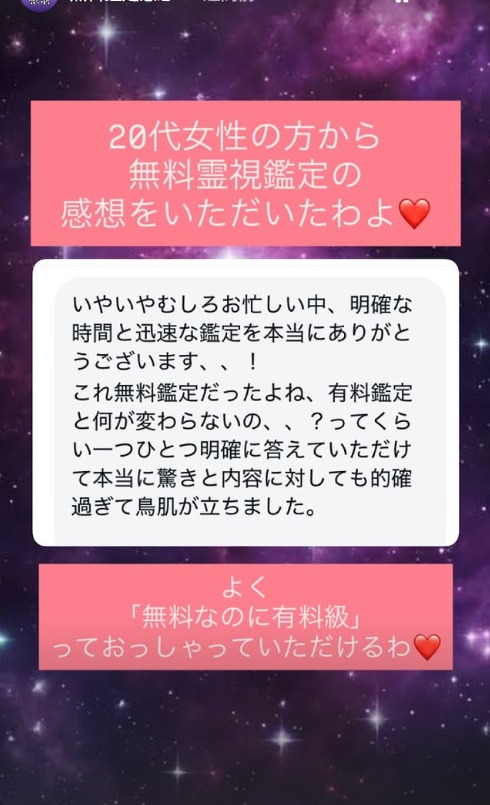 20代女性の方から
無料霊視鑑定の
感想をいただいたわよ❤️
いやいやむしろお忙しい中、明確な
時間と迅速な鑑定を本当にありがと
うございます、、！
これ無料鑑定だったよね、有料鑑定
と何が変わらないの、、？ってくら
い一つひとつ明確に答えていただけ
て本当に驚きと内容に対しても的確
過ぎて鳥肌が立ちました。
よく
「無料なのに有料級」
っておっしゃっていただけるわ❤️